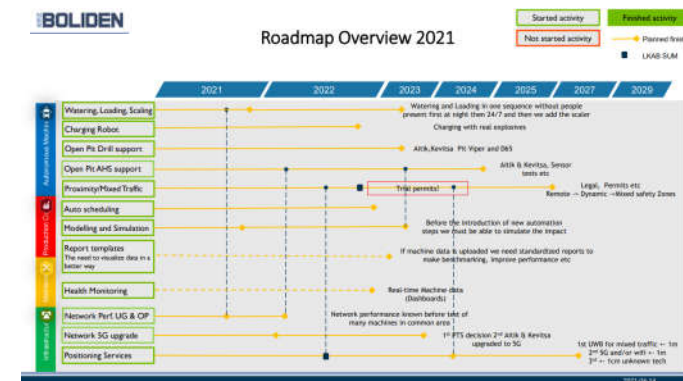 BOLIDEN
Roadmap Overview 2021
Started activity
Finished activity
Not started activity
Planned
LKAB SUM
2021 2022 2023 2024 2025 2027 2029
Watering, Loading, Scaling
Watering and Loading in one sequence without people
present first at night then 24/7 and then we add the scaler
Charging Robot
Charging with real explosives
Open Pit Drill support
Aitik,Kevitsa Pit Viper and D65
Open Pit AHS support
Aitik & Kevitsa, Sensor
tests etc
Proximity/Mixed Traffic
Trial permits!
Legal, Permits etc
Remote -> Dynamic ->Mixed safety Zones
Auto scheduling
Modelling and Simulation
Before the introduction of new automation
steps we must be able to simulate the impact
Report templates
The need to visualize data in a
better way
If machine data is uploaded we need standardized reports to
make benchmarking, improve performance etc
Health Monitoring
Real-time Machine data
(Dashboards)
Network Perf. UG & OP
Network performance known before test of
many machines in common area
Network 5G upgrade
1st PTS decision 2nd Aitik & Kevitsa
upgraded to 5G
Positioning Services
1st UWB for mixed traffic +- 1m
2nd 5G and/or wifi +- 1m
3rd +- 1cm unknown tech
Autonomous Machin
Production Co
Infrastructur